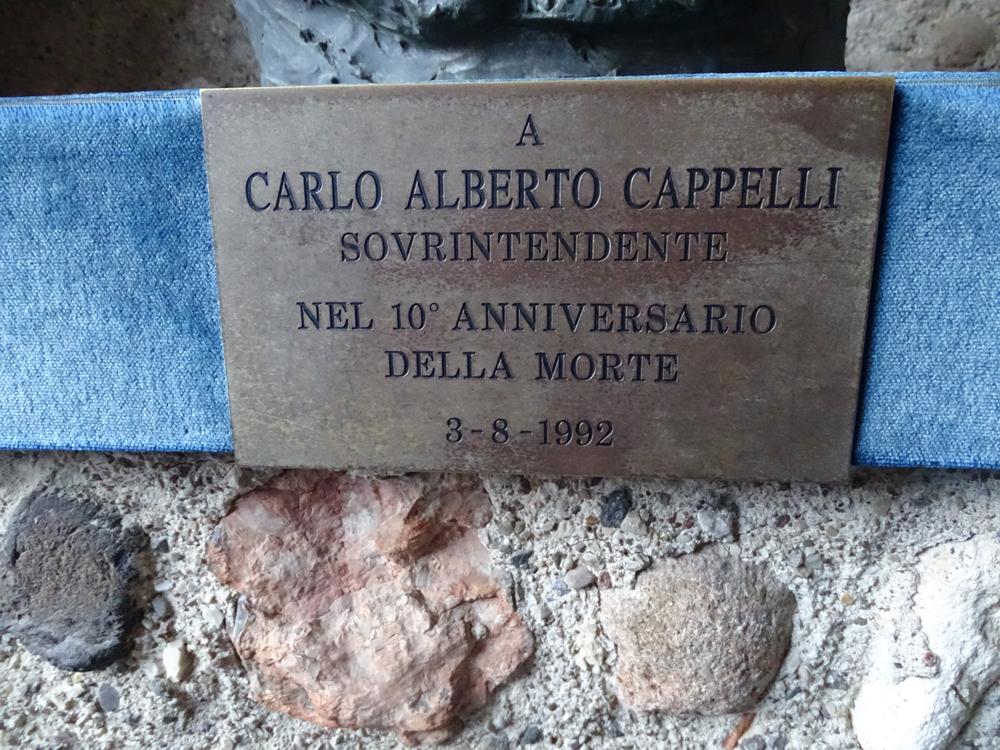 A
CARLO ALBERTO CAPPELLI
SOVRINTENDENTE
NEL 10° ANNIVERSARIO
DELLA MORTE
3-8-1992